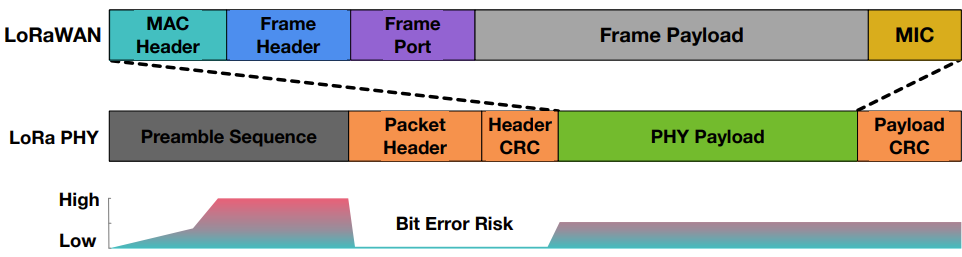 LoRaWAN
MAC
Header
Frame
Header
Frame
Port
Frame Payload
MIC
LoRa PHY
Preamble Sequence
Packet
Header
Header
CRC
PHY Payload
Payload
CRC
High
Low
Bit Error Risk